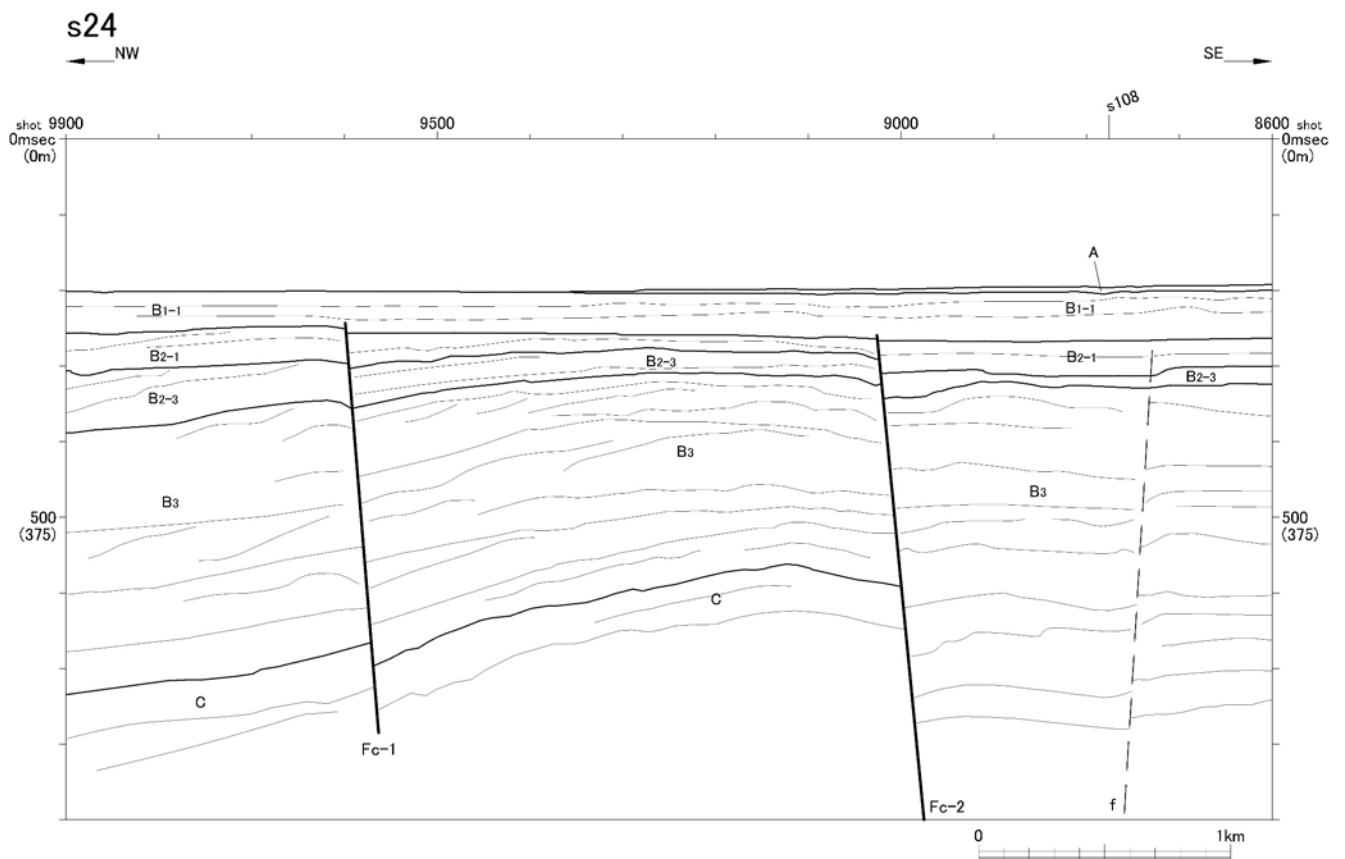 s24
NW
SE
s108
shot 9900 9500 9000 8600 shot
0msec 0msec
(0m) (0m)
A
B1-1 B1-1
B2-1 B2-1
B2-3 B2-3
B2-3
B3
B3
B3
500 500
(375) (375)
C
C
Fc-1
Fc-2
f
0 1km